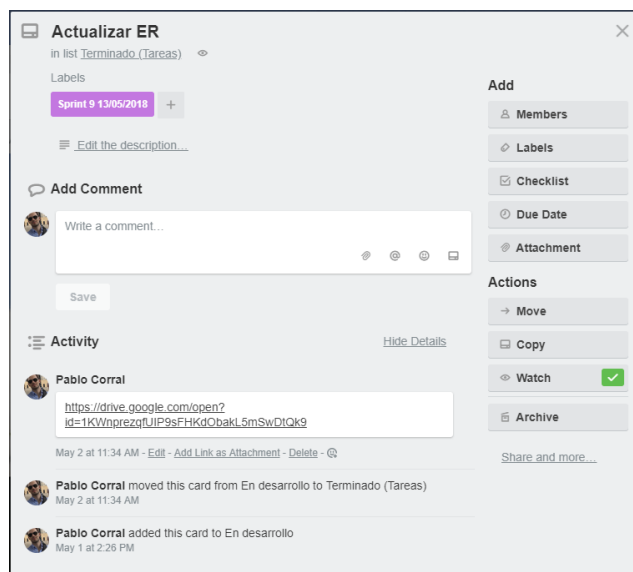 Actualizar ER
in list Terminado (Tareas)
Labels
Sprint 9 13/05/2018
+
Edit the description…
Add Comment
Write a comment…
Save
Activity
Hide Details
Pablo Corral
https://drive.google.com/open?
id=1KWnprezqfUIP9sFHKdObakL5mSwDtQk9
May 2 at 11:34 AM - Edit - Add Link as Attachment - Delete -
Pablo Corral moved this card from En desarrollo to Terminado (Tareas)
May 2 at 11:34 AM
Pablo Corral added this card to En desarrollo
May 1 at 2:26 PM
Add
Members
Labels
Checklist
Due Date
Attachment
Actions
Move
Copy
Watch
Archive
Share and more…